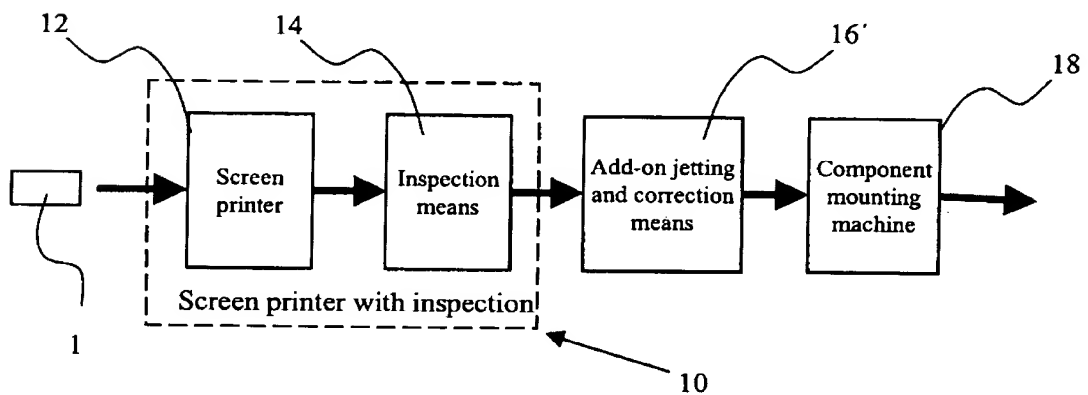 12
14
16′
18
Screen
printer
Inspection
means
Add-on jetting
and correction
means
Component
mounting
machine
Screen printer with inspection
1
10